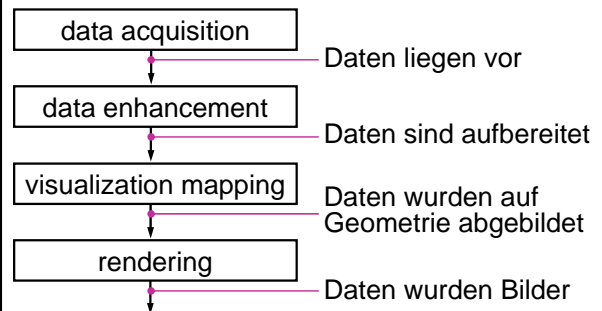 data acquisition
Daten liegen vor
data enhancement
Daten sind aufbereitet
visualization mapping
Daten wurden auf
Geometrie abgebildet
rendering
Daten wurden Bilder